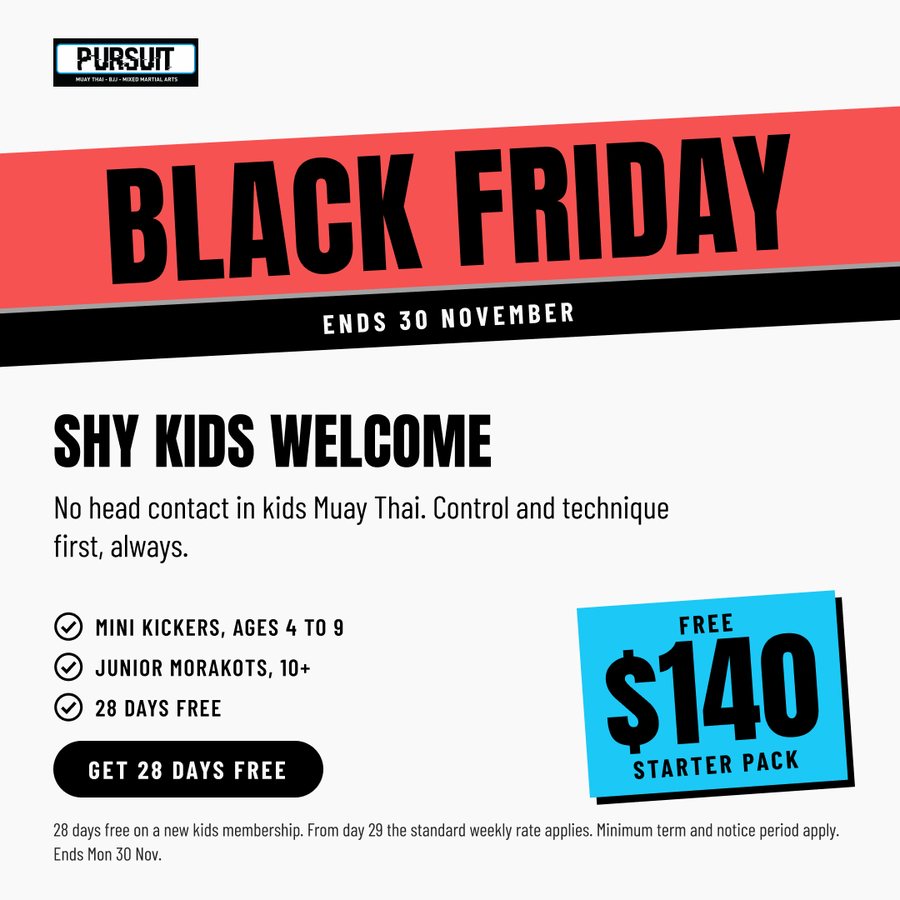 PURSUIT
MUAY THAI • BJJ • MIXED MARTIAL ARTS
BLACK FRIDAY
ENDS 30 NOVEMBER
SHY KIDS WELCOME
No head contact in kids Muay Thai. Control and technique
first, always.
MINI KICKERS, AGES 4 TO 9
JUNIOR MORAKOTS, 10+
28 DAYS FREE
GET 28 DAYS FREE
FREE
$140
STARTER PACK
28 days free on a new kids membership. From day 29 the standard weekly rate applies. Minimum term and notice period apply.
Ends Mon 30 Nov.